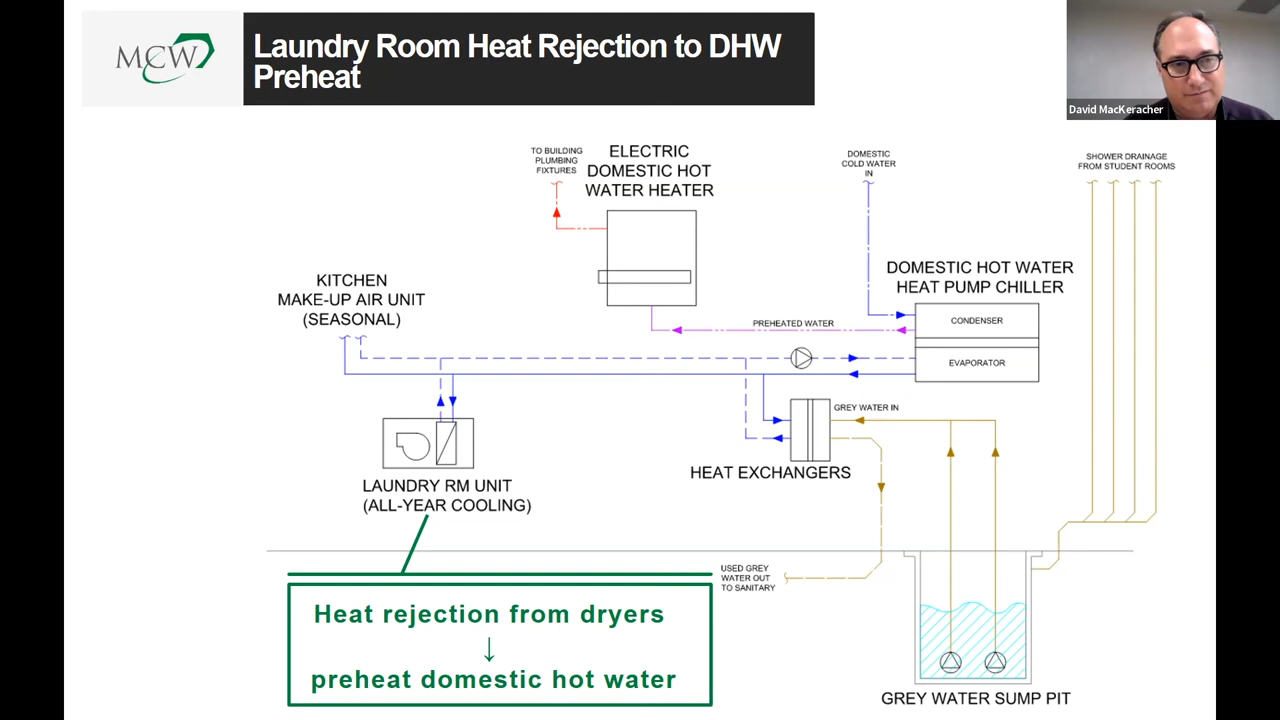 MCW
Laundry Room Heat Rejection to DHW
Preheat
David MacKeracher
TO BUILDING
PLUMBING
FIXTURES
ELECTRIC
DOMESTIC HOT
WATER HEATER
DOMESTIC
COLD WATER
IN
SHOWER DRAINAGE
FROM STUDENT ROOMS
KITCHEN
MAKE-UP AIR UNIT
(SEASONAL)
DOMESTIC HOT WATER
HEAT PUMP CHILLER
CONDENSER
PREHEATED WATER
EVAPORATOR
GREY WATER IN
HEAT EXCHANGERS
LAUNDRY RM UNIT
(ALL-YEAR COOLING)
USED GREY
WATER OUT
TO SANITARY
Heat rejection from dryers
↓
preheat domestic hot water
GREY WATER SUMP PIT